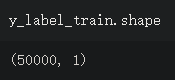 y_label_train.shape
(50000, 1)